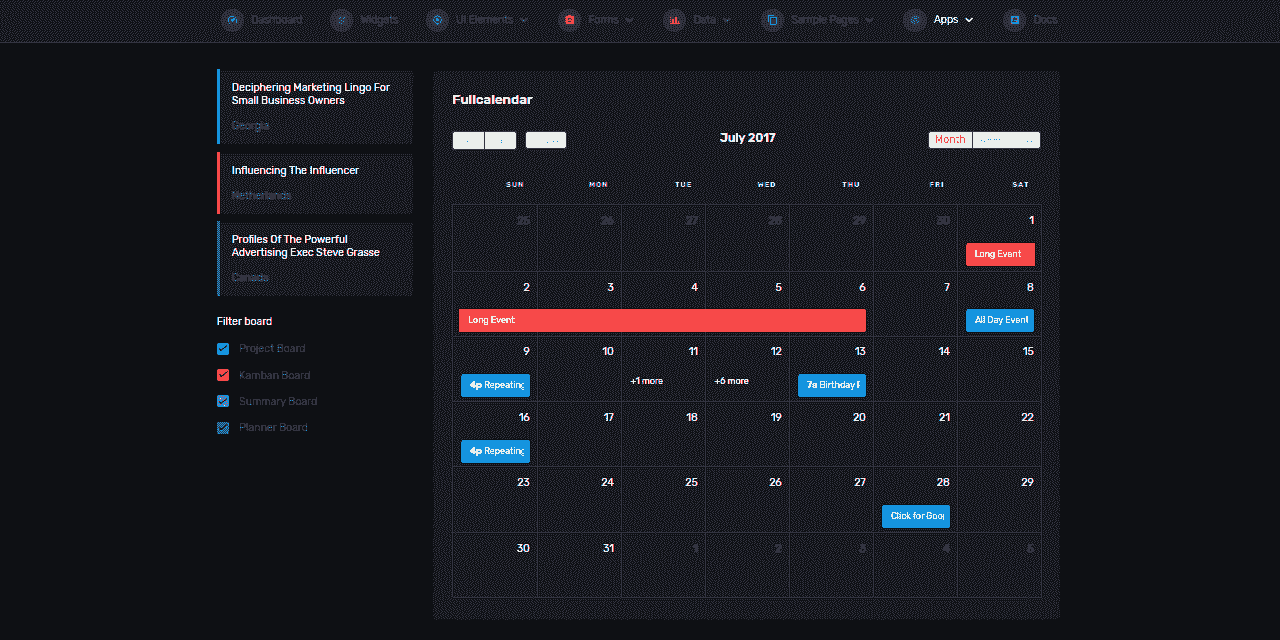 Dashboard Widgets UI Elements Forms Data Sample Pages Apps Docs
Deciphering Marketing Lingo For
Small Business Owners
Georgia
Influencing The Influencer
Netherlands
Profiles Of The Powerful
Advertising Exec Steve Grasse
Canada
Filter board
Project Board
Kamban Board
Summary Board
Planner Board
Fullcalendar
July 2017
Month
SUN MON TUE WED THU FRI SAT
25 26 27 28 29 30 1
Long Event
2 3 4 5 6 7 8
Long Event All Day Event
9 10 11 12 13 14 15
4p Repeating +1 more +6 more 7a Birthday
16 17 18 19 20 21 22
4p Repeating
23 24 25 26 27 28 29
Click for Goo
30 31 1 2 3 4 5